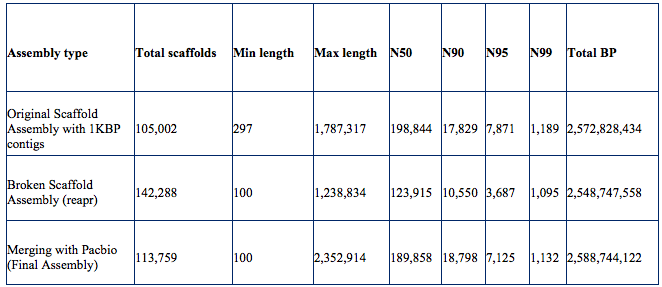 Assembly type Total scaffolds Min length Max length N50 N90 N95 N99 Total BP
Original Scaffold
Assembly with 1KBP 105,002 297 1,787,317 198,844 17,829 7,871 1,189 2,572,828,434
contigs
Broken Scaffold
Assembly (reapr) 142,288 100 1,238,834 123,915 10,550 3,687 1,095 2,548,747,558
Merging with Pacbio
(Final Assembly) 113,759 100 2,352,914 189,858 18,798 7,125 1,132 2,588,744,122